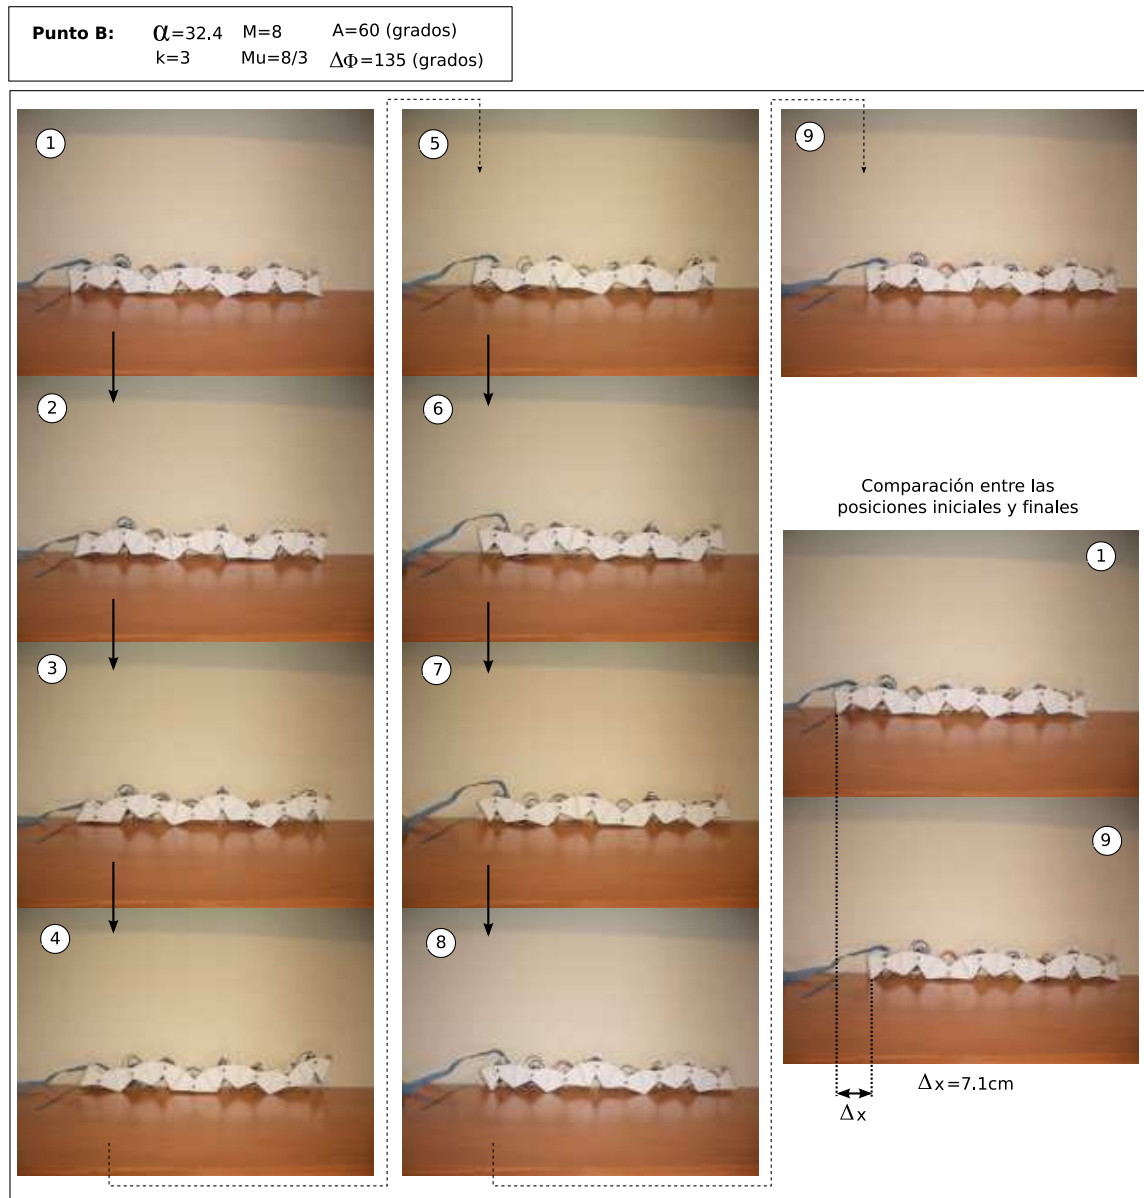 Punto B: α=32.4 M=8 A=60 (grados)
k=3 Mu=8/3 ΔΦ=135 (grados)
1
2
3
4
5
6
7
8
9
Comparación entre las
posiciones iniciales y finales
1
9
Δx=7.1cm
Δx